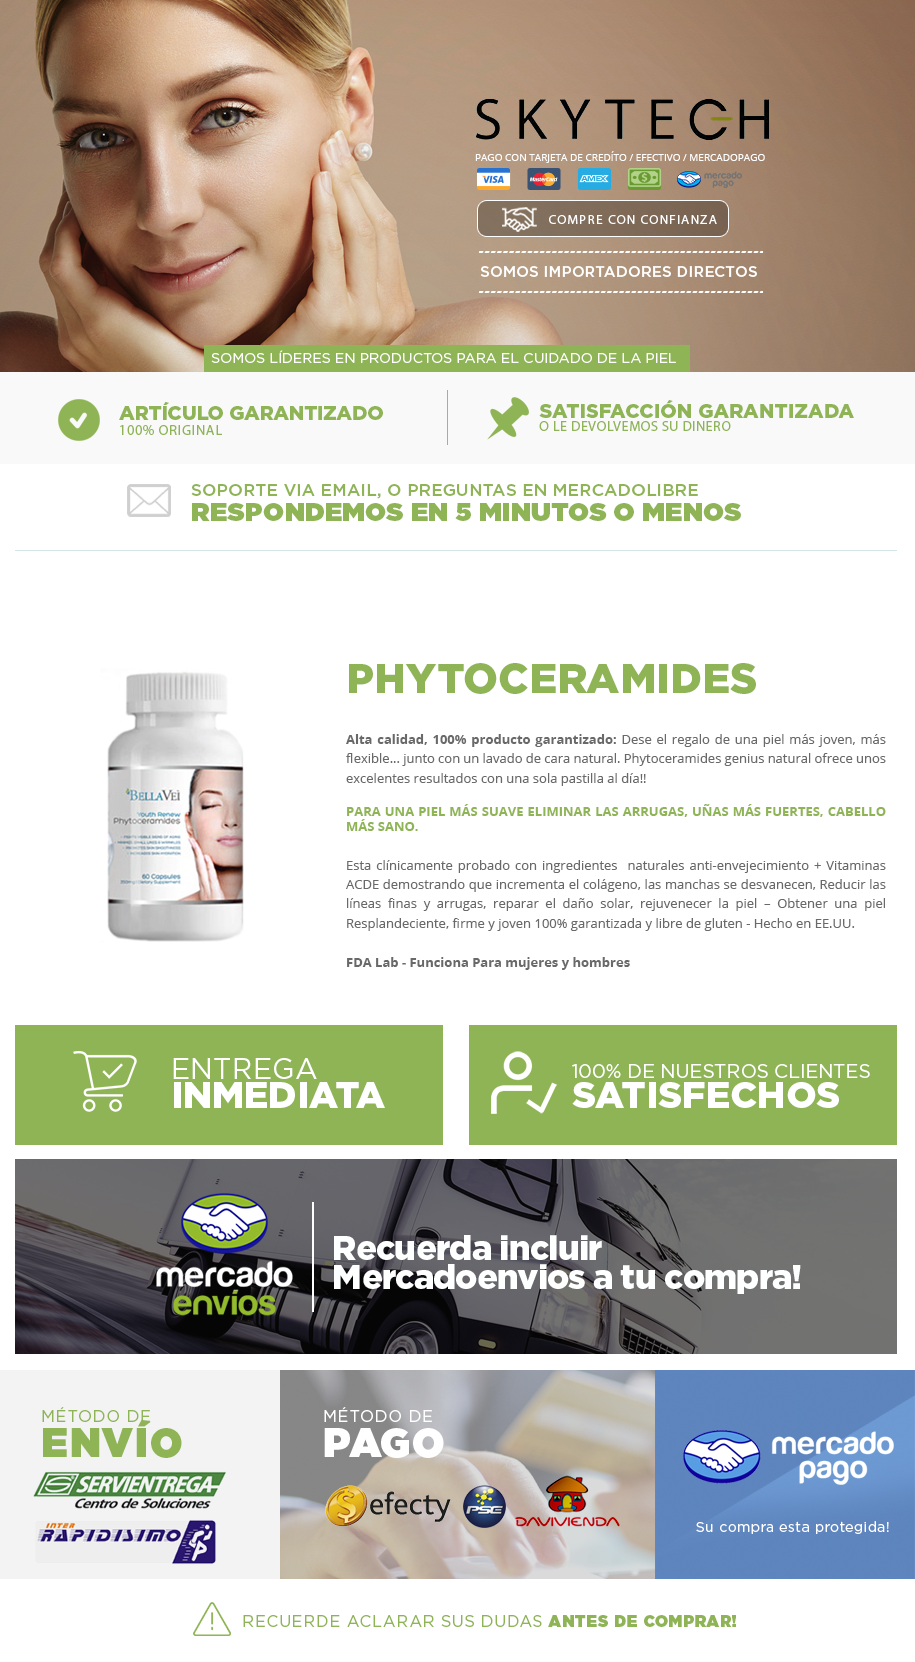 SKYTECH
PAGO CON TARJETA DE CREDÍTO / EFECTIVO / MERCADOPAGO
VISA MasterCard AMEX $ mercado
pago
COMPRE CON CONFIANZA
SOMOS IMPORTADORES DIRECTOS
SOMOS LÍDERES EN PRODUCTOS PARA EL CUIDADO DE LA PIEL
ARTÍCULO GARANTIZADO
100% ORIGINAL
SATISFACCIÓN GARANTIZADA
O LE DEVOLVEMOS SU DINERO
SOPORTE VIA EMAIL, O PREGUNTAS EN MERCADOLIBRE
RESPONDEMOS EN 5 MINUTOS O MENOS
PHYTOCERAMIDES
BELLAVEI
Youth Renew
Phytoceramides
60 Capsules
Alta calidad, 100% producto garantizado: Dese el regalo de una piel más joven, más
flexible... junto con un lavado de cara natural. Phytoceramides genius natural ofrece unos
excelentes resultados con una sola pastilla al día!!
PARA UNA PIEL MÁS SUAVE ELIMINAR LAS ARRUGAS, UÑAS MÁS FUERTES, CABELLO
MÁS SANO.
Esta clínicamente probado con ingredientes naturales anti-envejecimiento + Vitaminas
ACDE demostrando que incrementa el colágeno, las manchas se desvanecen, Reducir las
líneas finas y arrugas, reparar el daño solar, rejuvenecer la piel – Obtener una piel
Resplandeciente, firme y joven 100% garantizada y libre de gluten - Hecho en EE.UU.
FDA Lab - Funciona Para mujeres y hombres
ENTREGA
INMEDIATA
100% DE NUESTROS CLIENTES
SATISFECHOS
mercado
envíos
Recuerda incluir
Mercadoenvios a tu compra!
MÉTODO DE
ENVÍO
SERVIENTREGA
Centro de Soluciones
INTER
RAPIDISIMO
MÉTODO DE
PAGO
$ efecty PSE DAVIVIENDA
mercado
pago
Su compra esta protegida!
RECUERDE ACLARAR SUS DUDAS ANTES DE COMPRAR!